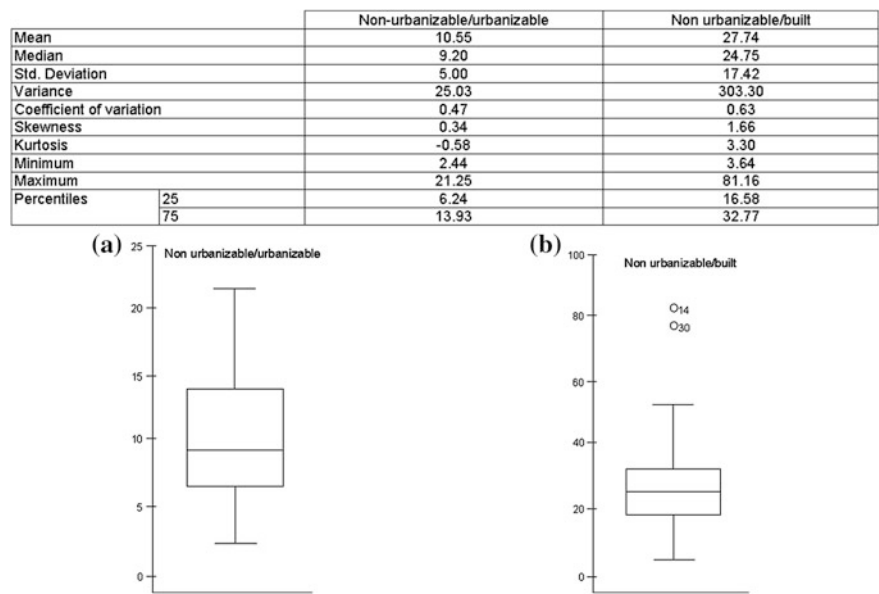 Non-urbanizable/urbanizable Non urbanizable/built
Mean 10.55 27.74
Median 9.20 24.75
Std. Deviation 5.00 17.42
Variance 25.03 303.30
Coefficient of variation 0.47 0.63
Skewness 0.34 1.66
Kurtosis -0.58 3.30
Minimum 2.44 3.64
Maximum 21.25 81.16
Percentiles 25 6.24 16.58
75 13.93 32.77
(a)
Non urbanizable/urbanizable
25
20
15
10
5
0
(b)
Non urbanizable/built
100
80
60
40
20
0
14
30